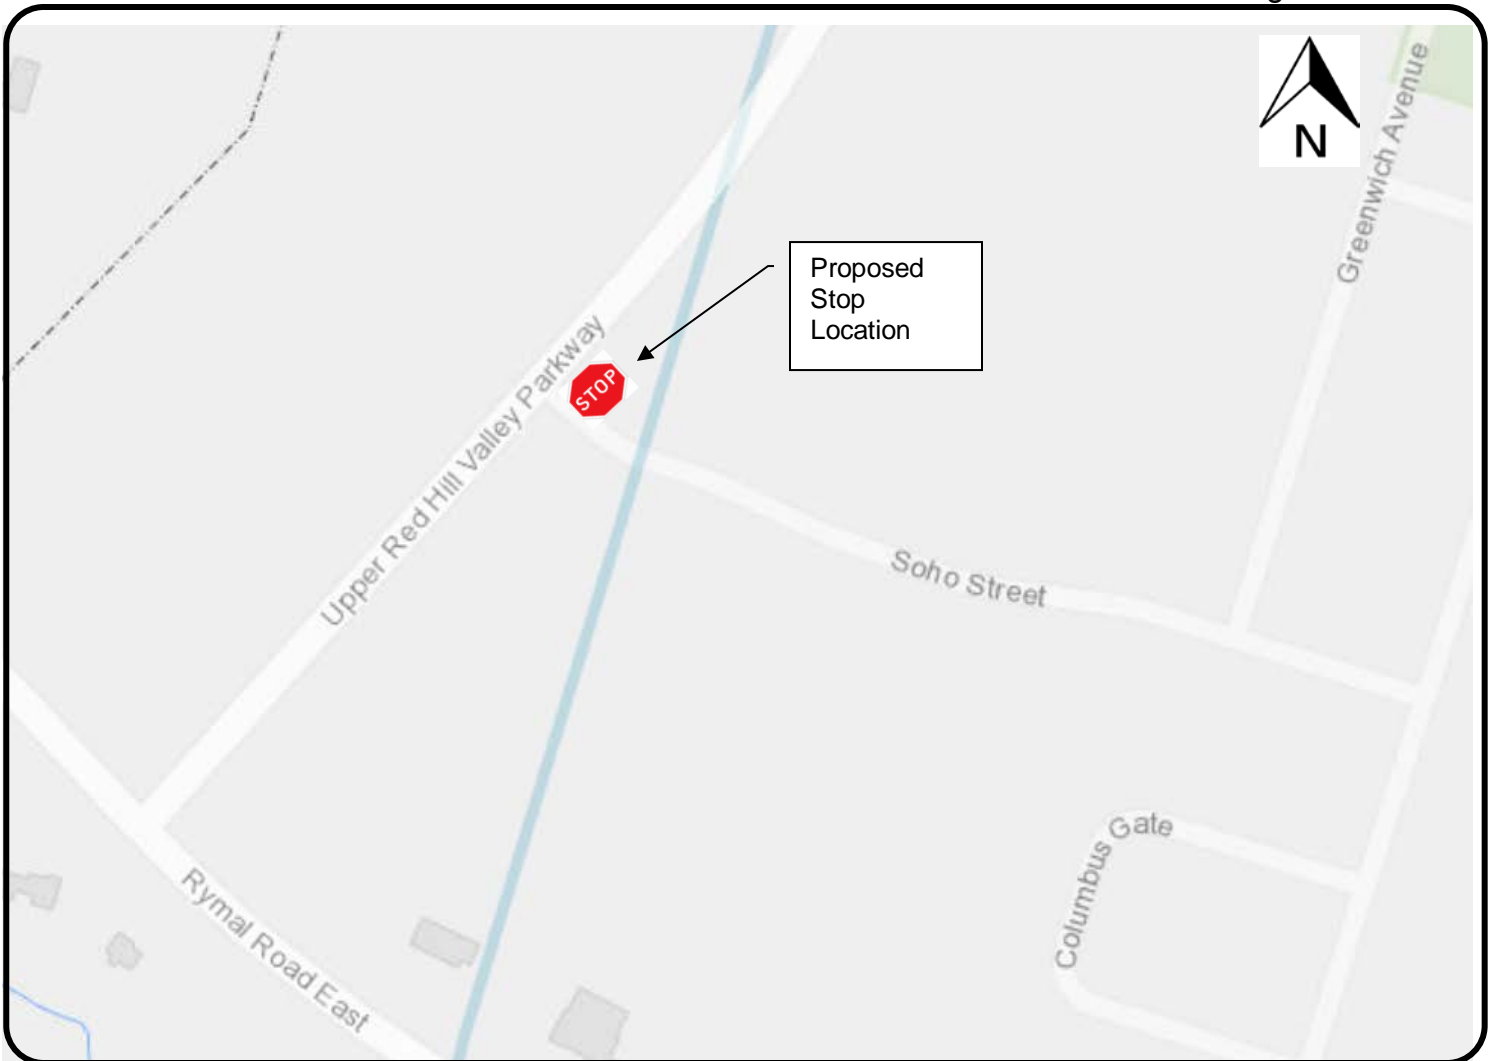 N
Greenwich Avenue
Proposed
Stop
Location
Upper Red Hill Valley Parkway
STOP
Soho Street
Columbus Gate
Rymal Road East